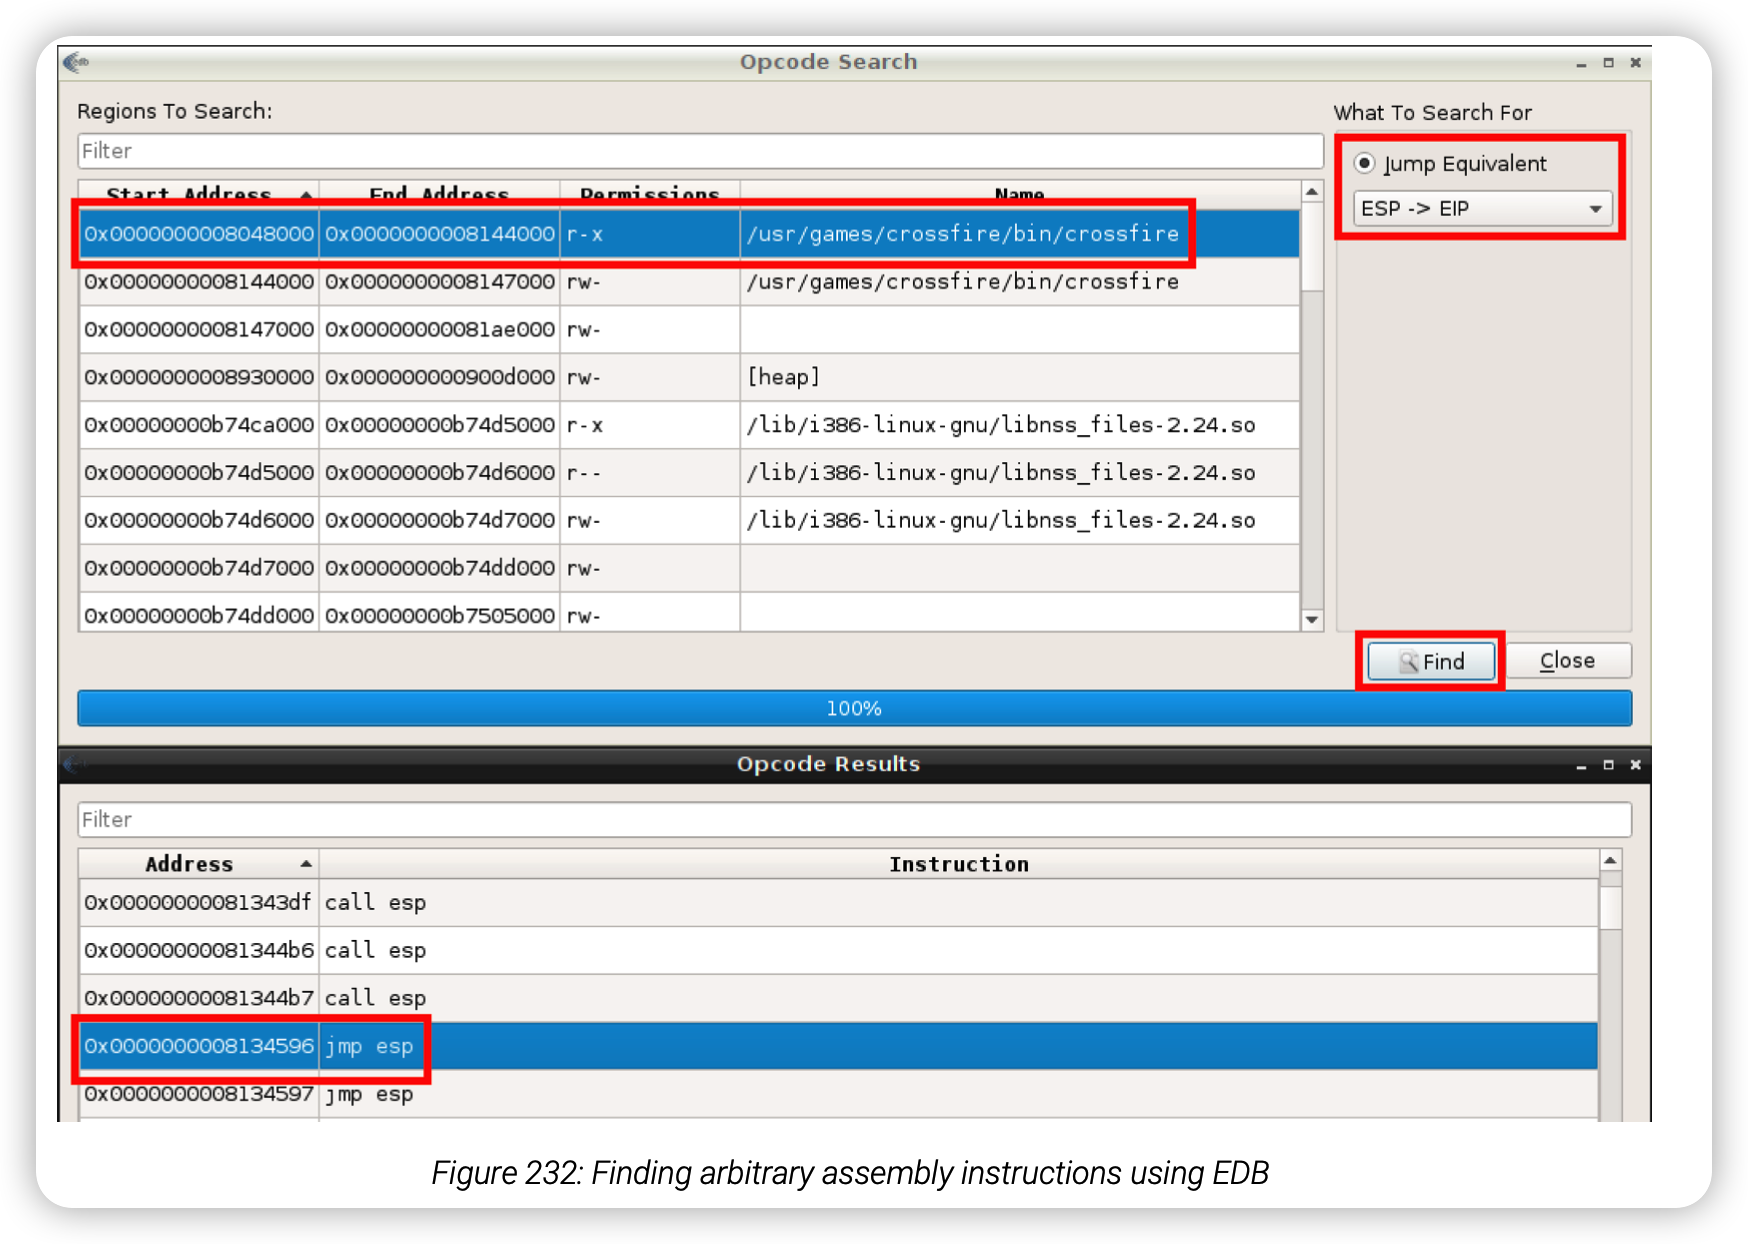 Opcode Search
Regions To Search:
What To Search For
Filter
Jump Equivalent
ESP -> EIP
Start Address End Address Permissions Name
0x0000000008048000 0x0000000008144000 r-x /usr/games/crossfire/bin/crossfire
0x0000000008144000 0x0000000008147000 rw- /usr/games/crossfire/bin/crossfire
0x0000000008147000 0x00000000081ae000 rw-
0x0000000008930000 0x000000000900d000 rw- [heap]
0x00000000b74ca000 0x00000000b74d5000 r-x /lib/i386-linux-gnu/libnss_files-2.24.so
0x00000000b74d5000 0x00000000b74d6000 r-- /lib/i386-linux-gnu/libnss_files-2.24.so
0x00000000b74d6000 0x00000000b74d7000 rw- /lib/i386-linux-gnu/libnss_files-2.24.so
0x00000000b74d7000 0x00000000b74dd000 rw-
0x00000000b74dd000 0x00000000b7505000 rw-
Find Close
100%
Opcode Results
Filter
Address Instruction
0x00000000081343df call esp
0x00000000081344b6 call esp
0x00000000081344b7 call esp
0x0000000008134596 jmp esp
0x0000000008134597 jmp esp
Figure 232: Finding arbitrary assembly instructions using EDB